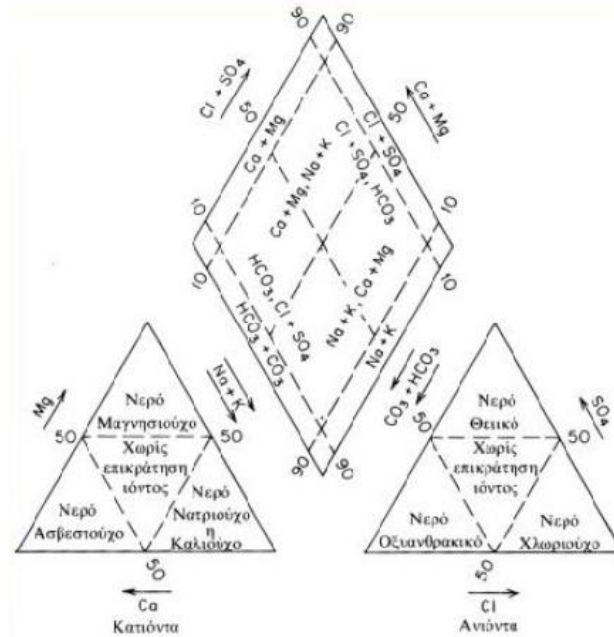 90
90
Cl + SO4
Ca + Mg
50
50
Ca + Mg
Cl + SO4
Ca + Mg, Na + K
Cl + SO4, HCO3
10
10
10
10
HCO3, Cl + SO4
HCO3 + CO3
Na + K, Ca + Mg
Na + K
90
90
Na + K
CO3 + HCO3
Mg
SO4
50
50
50
50
Νερό
Μαγνησιούχο
Χωρίς
επικράτηση
ιόντος
Νερό
Ασβεστούχο
Νερό
Νατριούχο
η
Καλιούχο
50
Ca
Κατιόντα
Νερό
Θειικό
Χωρίς
επικράτηση
ιόντος
Νερό
Οξυανθρακικό
Νερό
Χλωριούχο
50
Cl
Ανιόντα